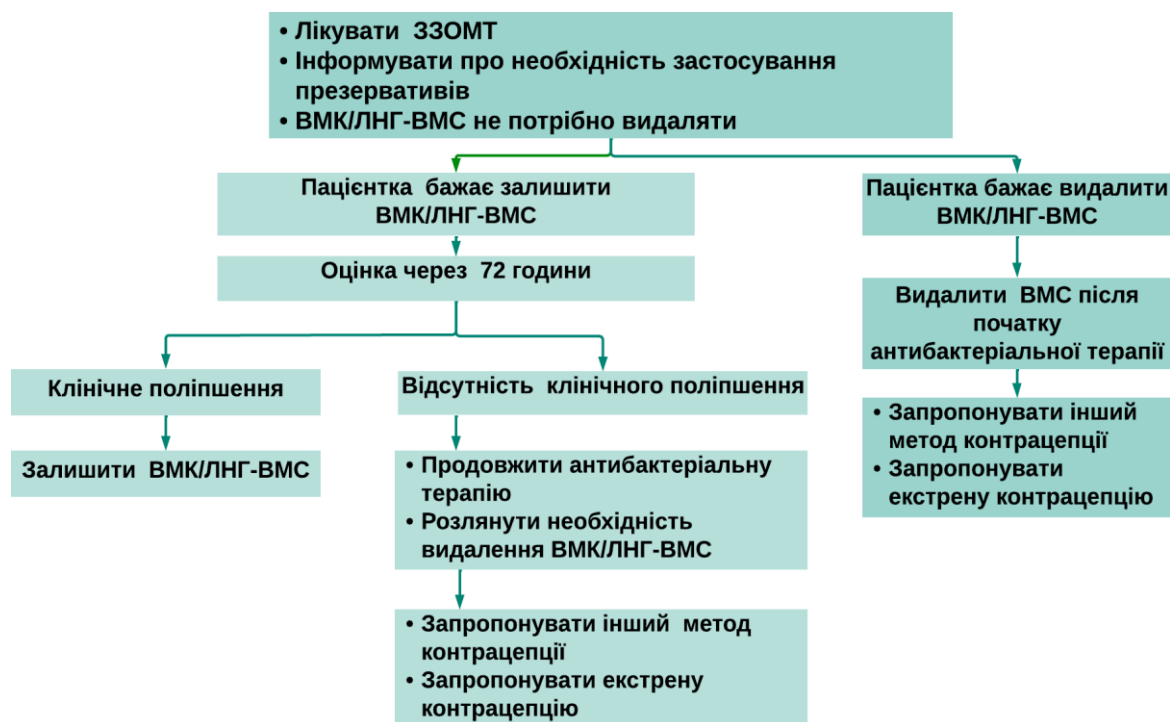 • Лікувати ЗЗОМТ
• Інформувати про необхідність застосування
презервативів
• ВМК/ЛНГ-ВМС не потрібно видаляти
Пацієнтка бажає залишити
ВМК/ЛНГ-ВМС
Пацієнтка бажає видалити
ВМК/ЛНГ-ВМС
Оцінка через 72 години
Видалити ВМС після
початку
антибактеріальної терапії
Клінічне поліпшення
Відсутність клінічного поліпшення
• Запропонувати інший
метод контрацепції
• Запропонувати
екстрену контрацепцію
Залишити ВМК/ЛНГ-ВМС
• Продовжити антибактеріальну
терапію
• Розлянути необхідність
видалення ВМК/ЛНГ-ВМС
• Запропонувати інший метод
контрацепції
• Запропонувати екстрену
контрацепцію